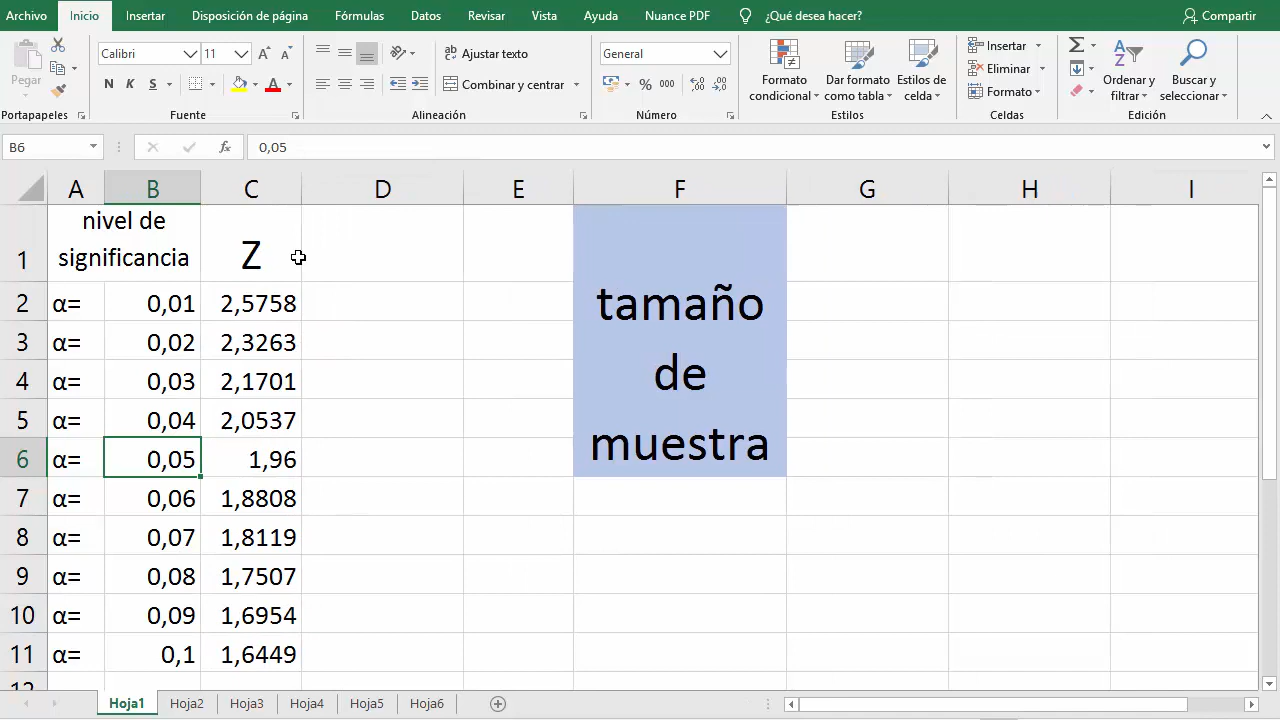 Archivo Inicio Insertar Disposición de página Fórmulas Datos Revisar Vista Ayuda Nuance PDF ¿Qué desea hacer? Compartir
Pegar
Calibri 11
N K S A
Ajustar texto
Combinar y centrar
General
% 000
Formato condicional
Dar formato como tabla
Estilos de celda
Insertar
Eliminar
Formato
Ordenar y filtrar
Buscar y seleccionar
Portapapeles Fuente Alineación Número Estilos Celdas Edición
B6 fx 0,05
A B C D E F G H I
1 nivel de significancia Z
2 α= 0,01 2,5758
3 α= 0,02 2,3263
4 α= 0,03 2,1701
5 α= 0,04 2,0537
6 α= 0,05 1,96
7 α= 0,06 1,8808
8 α= 0,07 1,8119
9 α= 0,08 1,7507
10 α= 0,09 1,6954
11 α= 0,1 1,6449
12
tamaño
de
muestra
Hoja1 Hoja2 Hoja3 Hoja4 Hoja5 Hoja6